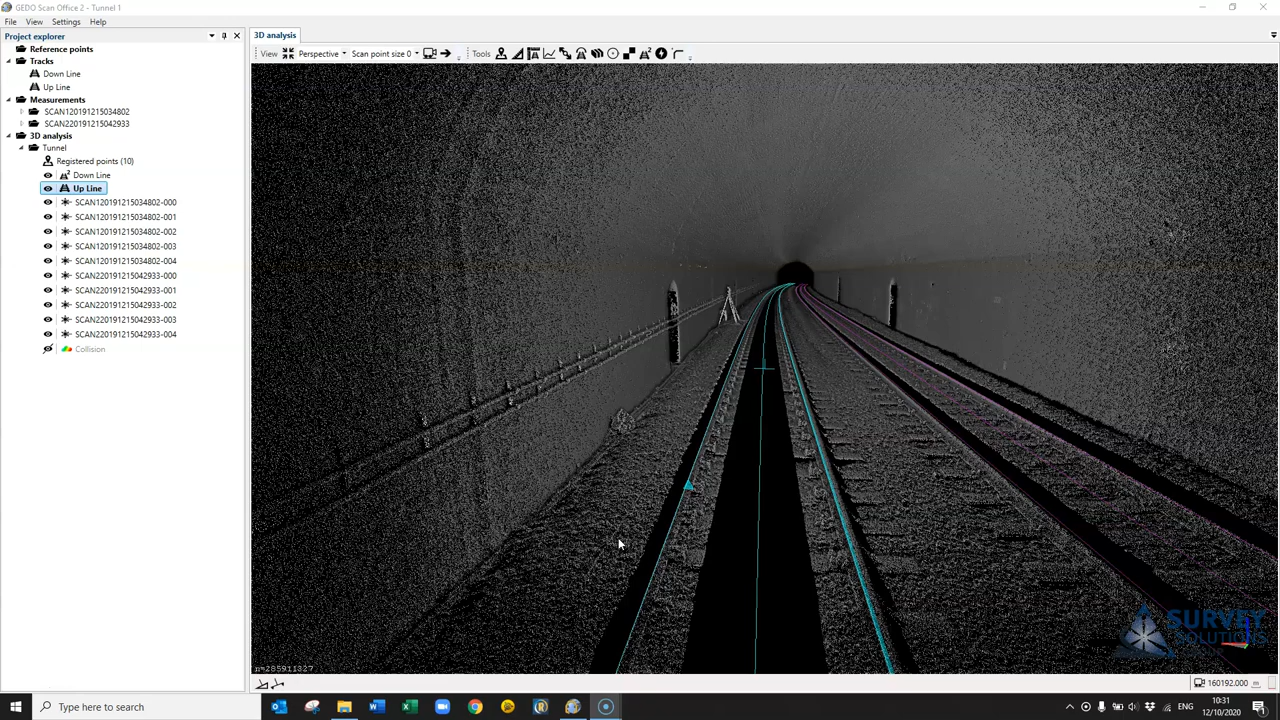 GEDO Scan Office 2 - Tunnel 1
File View Settings Help
Project explorer
Reference points
Tracks
Down Line
Up Line
Measurements
SCAN120191215034802
SCAN220191215042933
3D analysis
Tunnel
Registered points (10)
Down Line
Up Line
SCAN120191215034802-000
SCAN120191215034802-001
SCAN120191215034802-002
SCAN120191215034802-003
SCAN120191215034802-004
SCAN220191215042933-000
SCAN220191215042933-001
SCAN220191215042933-002
SCAN220191215042933-003
SCAN220191215042933-004
Collision
3D analysis
View Perspective Scan point size 0 Tools
n=285911327
SURVEY
SOLUTIONS
160192.000 m
Type here to search
ENG
10:31
12/10/2020